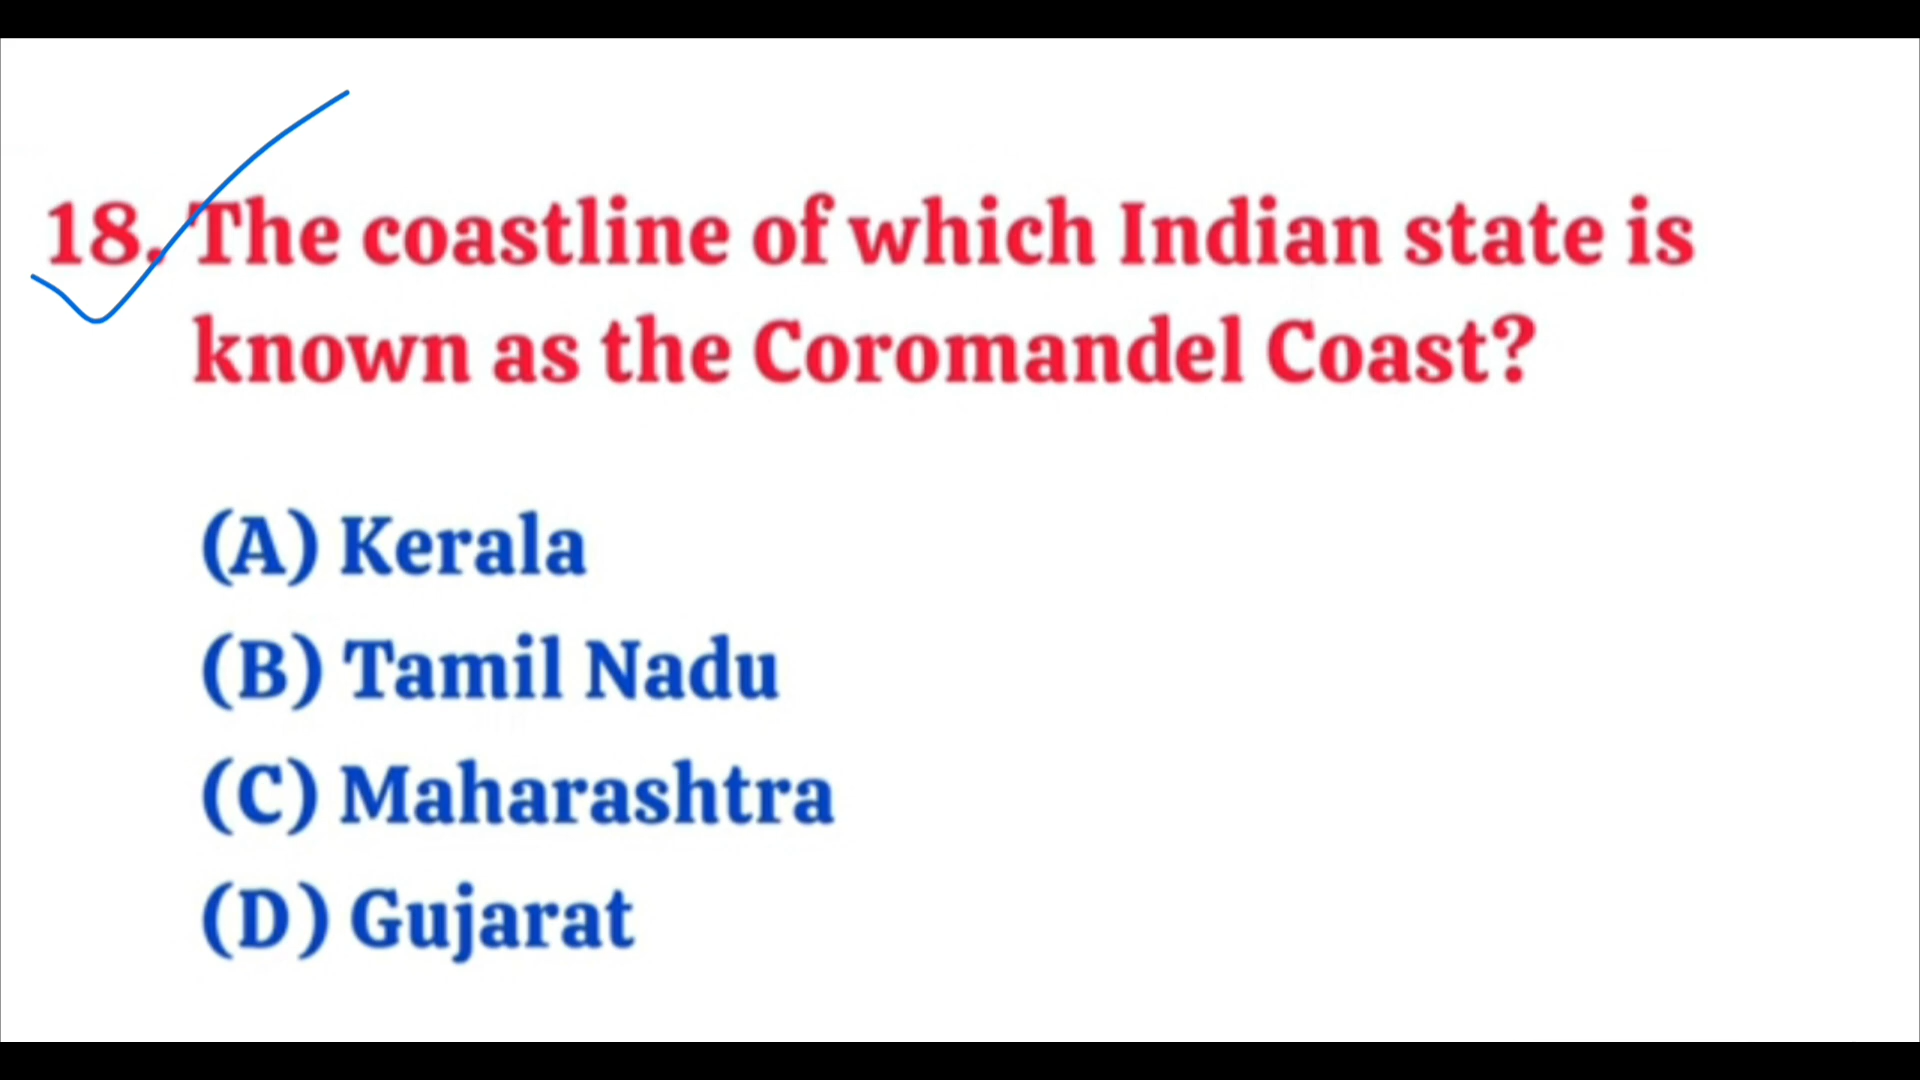 18. The coastline of which Indian state is
known as the Coromandel Coast?
(A) Kerala
(B) Tamil Nadu
(C) Maharashtra
(D) Gujarat